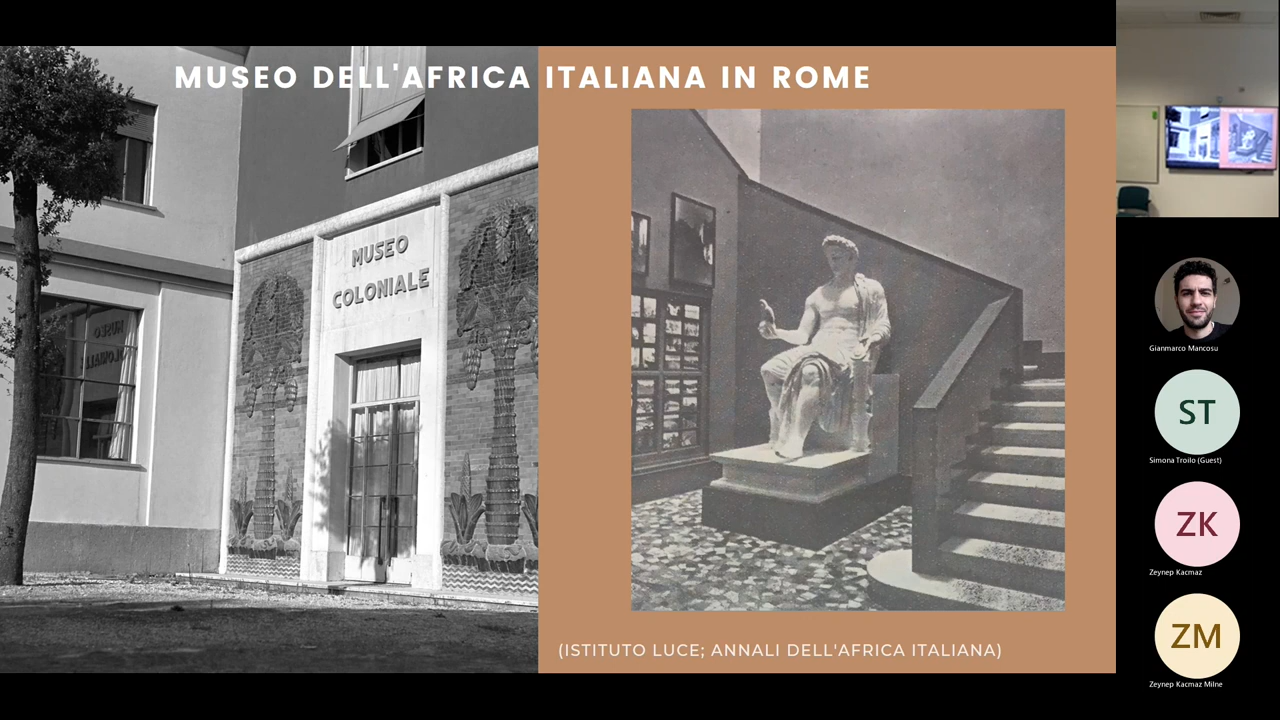 MUSEO DELL'AFRICA ITALIANA IN ROME
MUSEO
COLONIALE
MUSEO
(ISTITUTO LUCE; ANNALI DELL'AFRICA ITALIANA)
Gianmarco Mancosu
ST
Simona Troilo (Guest)
ZK
Zeynep Kacmaz
ZM
Zeynep Kacmaz Milne